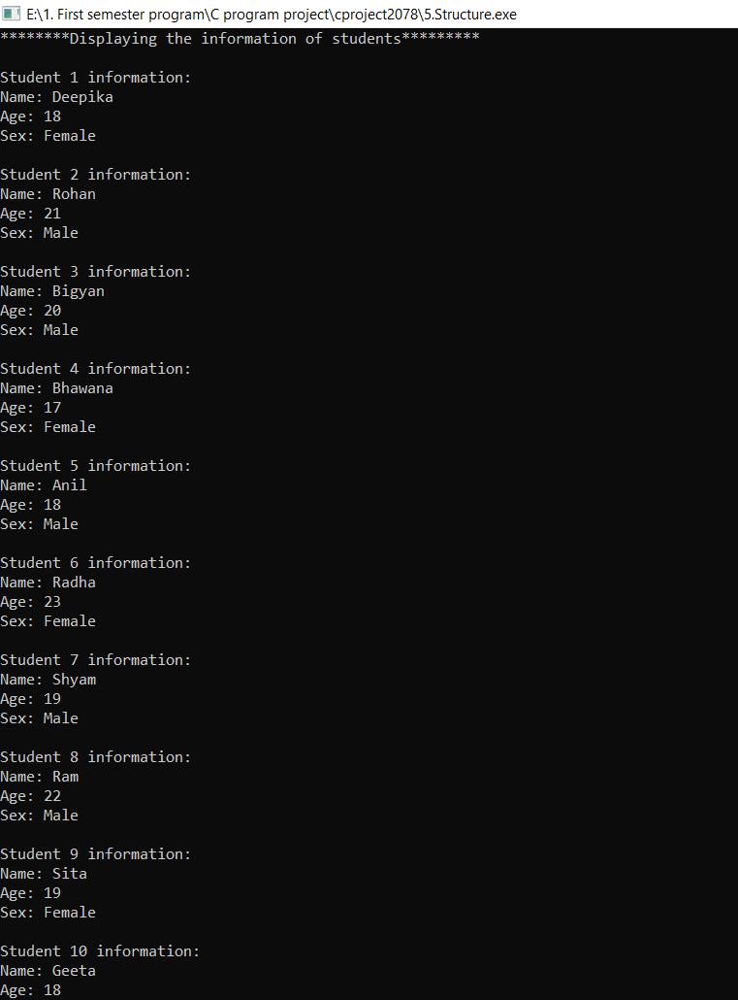 E:\1. First semester program\C program project\cproject2078\5.Structure.exe
********Displaying the information of students*********
Student 1 information:
Name: Deepika
Age: 18
Sex: Female
Student 2 information:
Name: Rohan
Age: 21
Sex: Male
Student 3 information:
Name: Bigyan
Age: 20
Sex: Male
Student 4 information:
Name: Bhawana
Age: 17
Sex: Female
Student 5 information:
Name: Anil
Age: 18
Sex: Male
Student 6 information:
Name: Radha
Age: 23
Sex: Female
Student 7 information:
Name: Shyam
Age: 19
Sex: Male
Student 8 information:
Name: Ram
Age: 22
Sex: Male
Student 9 information:
Name: Sita
Age: 19
Sex: Female
Student 10 information:
Name: Geeta
Age: 18